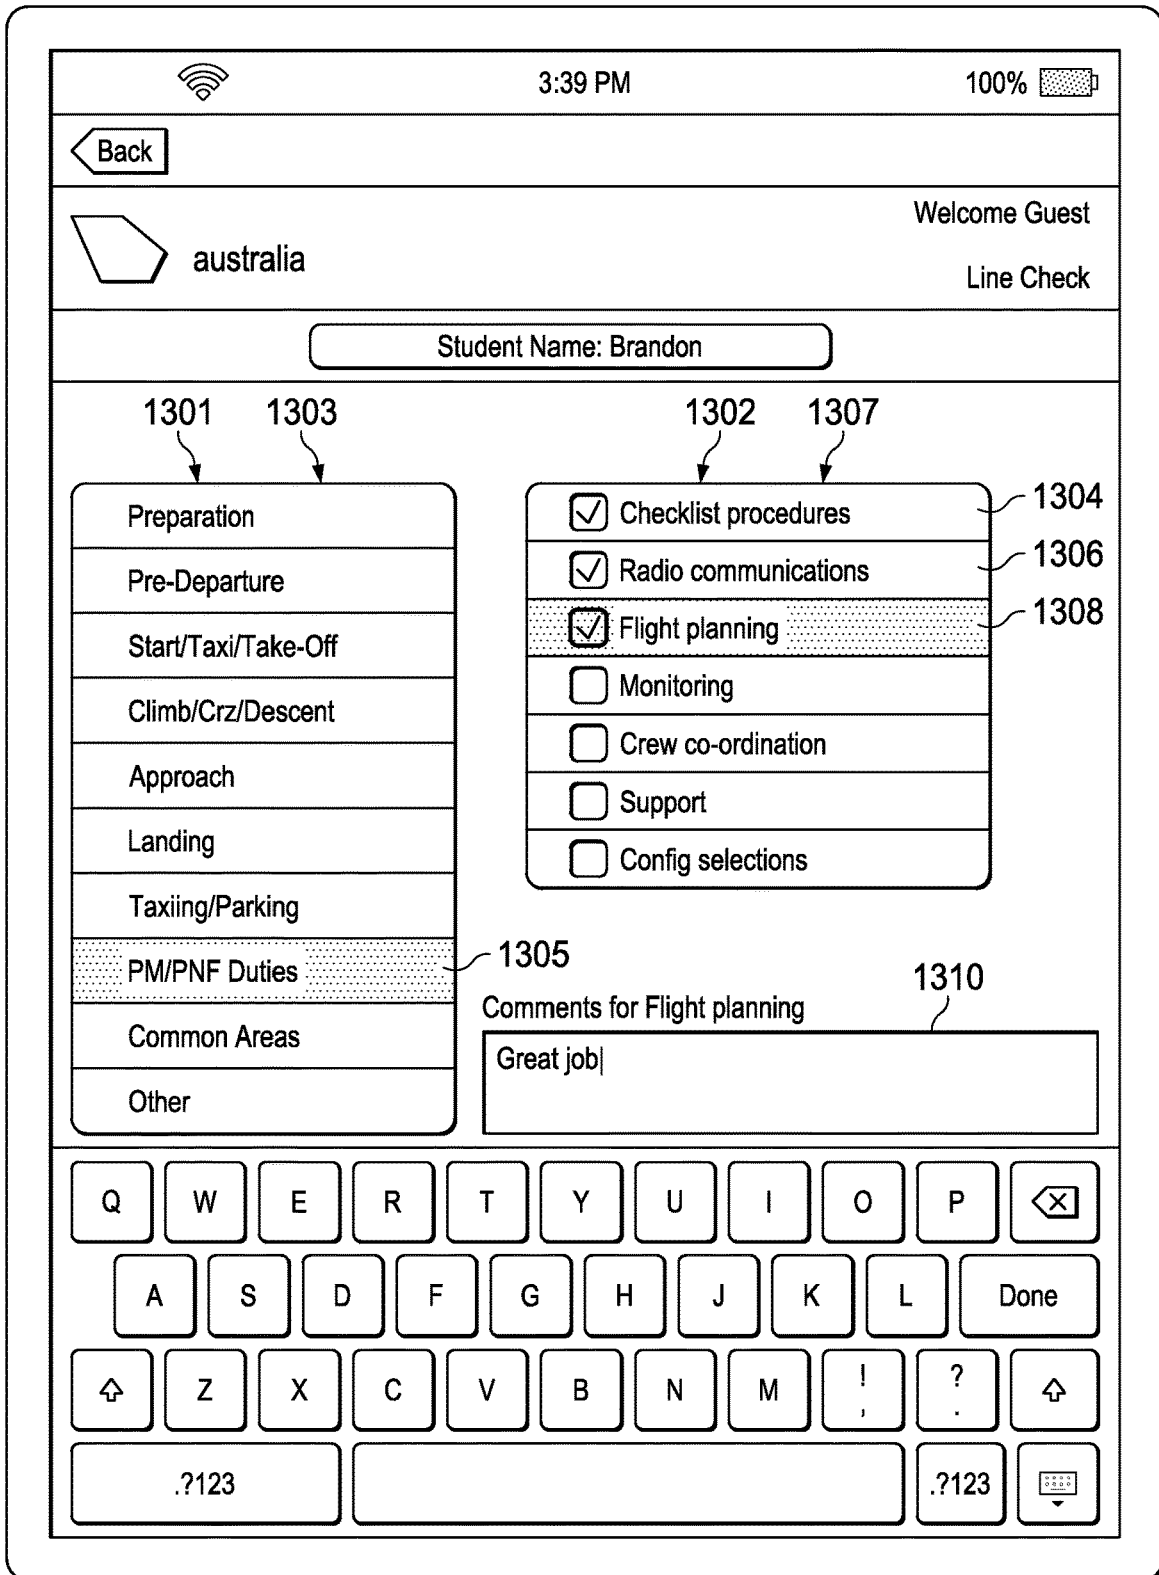 3:39 PM 100%
Back
Welcome Guest
australia
Line Check
Student Name: Brandon
1301 1303 1302 1307
Preparation
Pre-Departure
Start/Taxi/Take-Off
Climb/Crz/Descent
Approach
Landing
Taxiing/Parking
PM/PNF Duties
Common Areas
Other
1305
Checklist procedures
1304
Radio communications
1306
Flight planning
1308
Monitoring
Crew co-ordination
Support
Config selections
1310
Comments for Flight planning
Great job
Q W E R T Y U I O P
A S D F G H J K L Done
Z X C V B N M ! , ? .
.?123 .?123